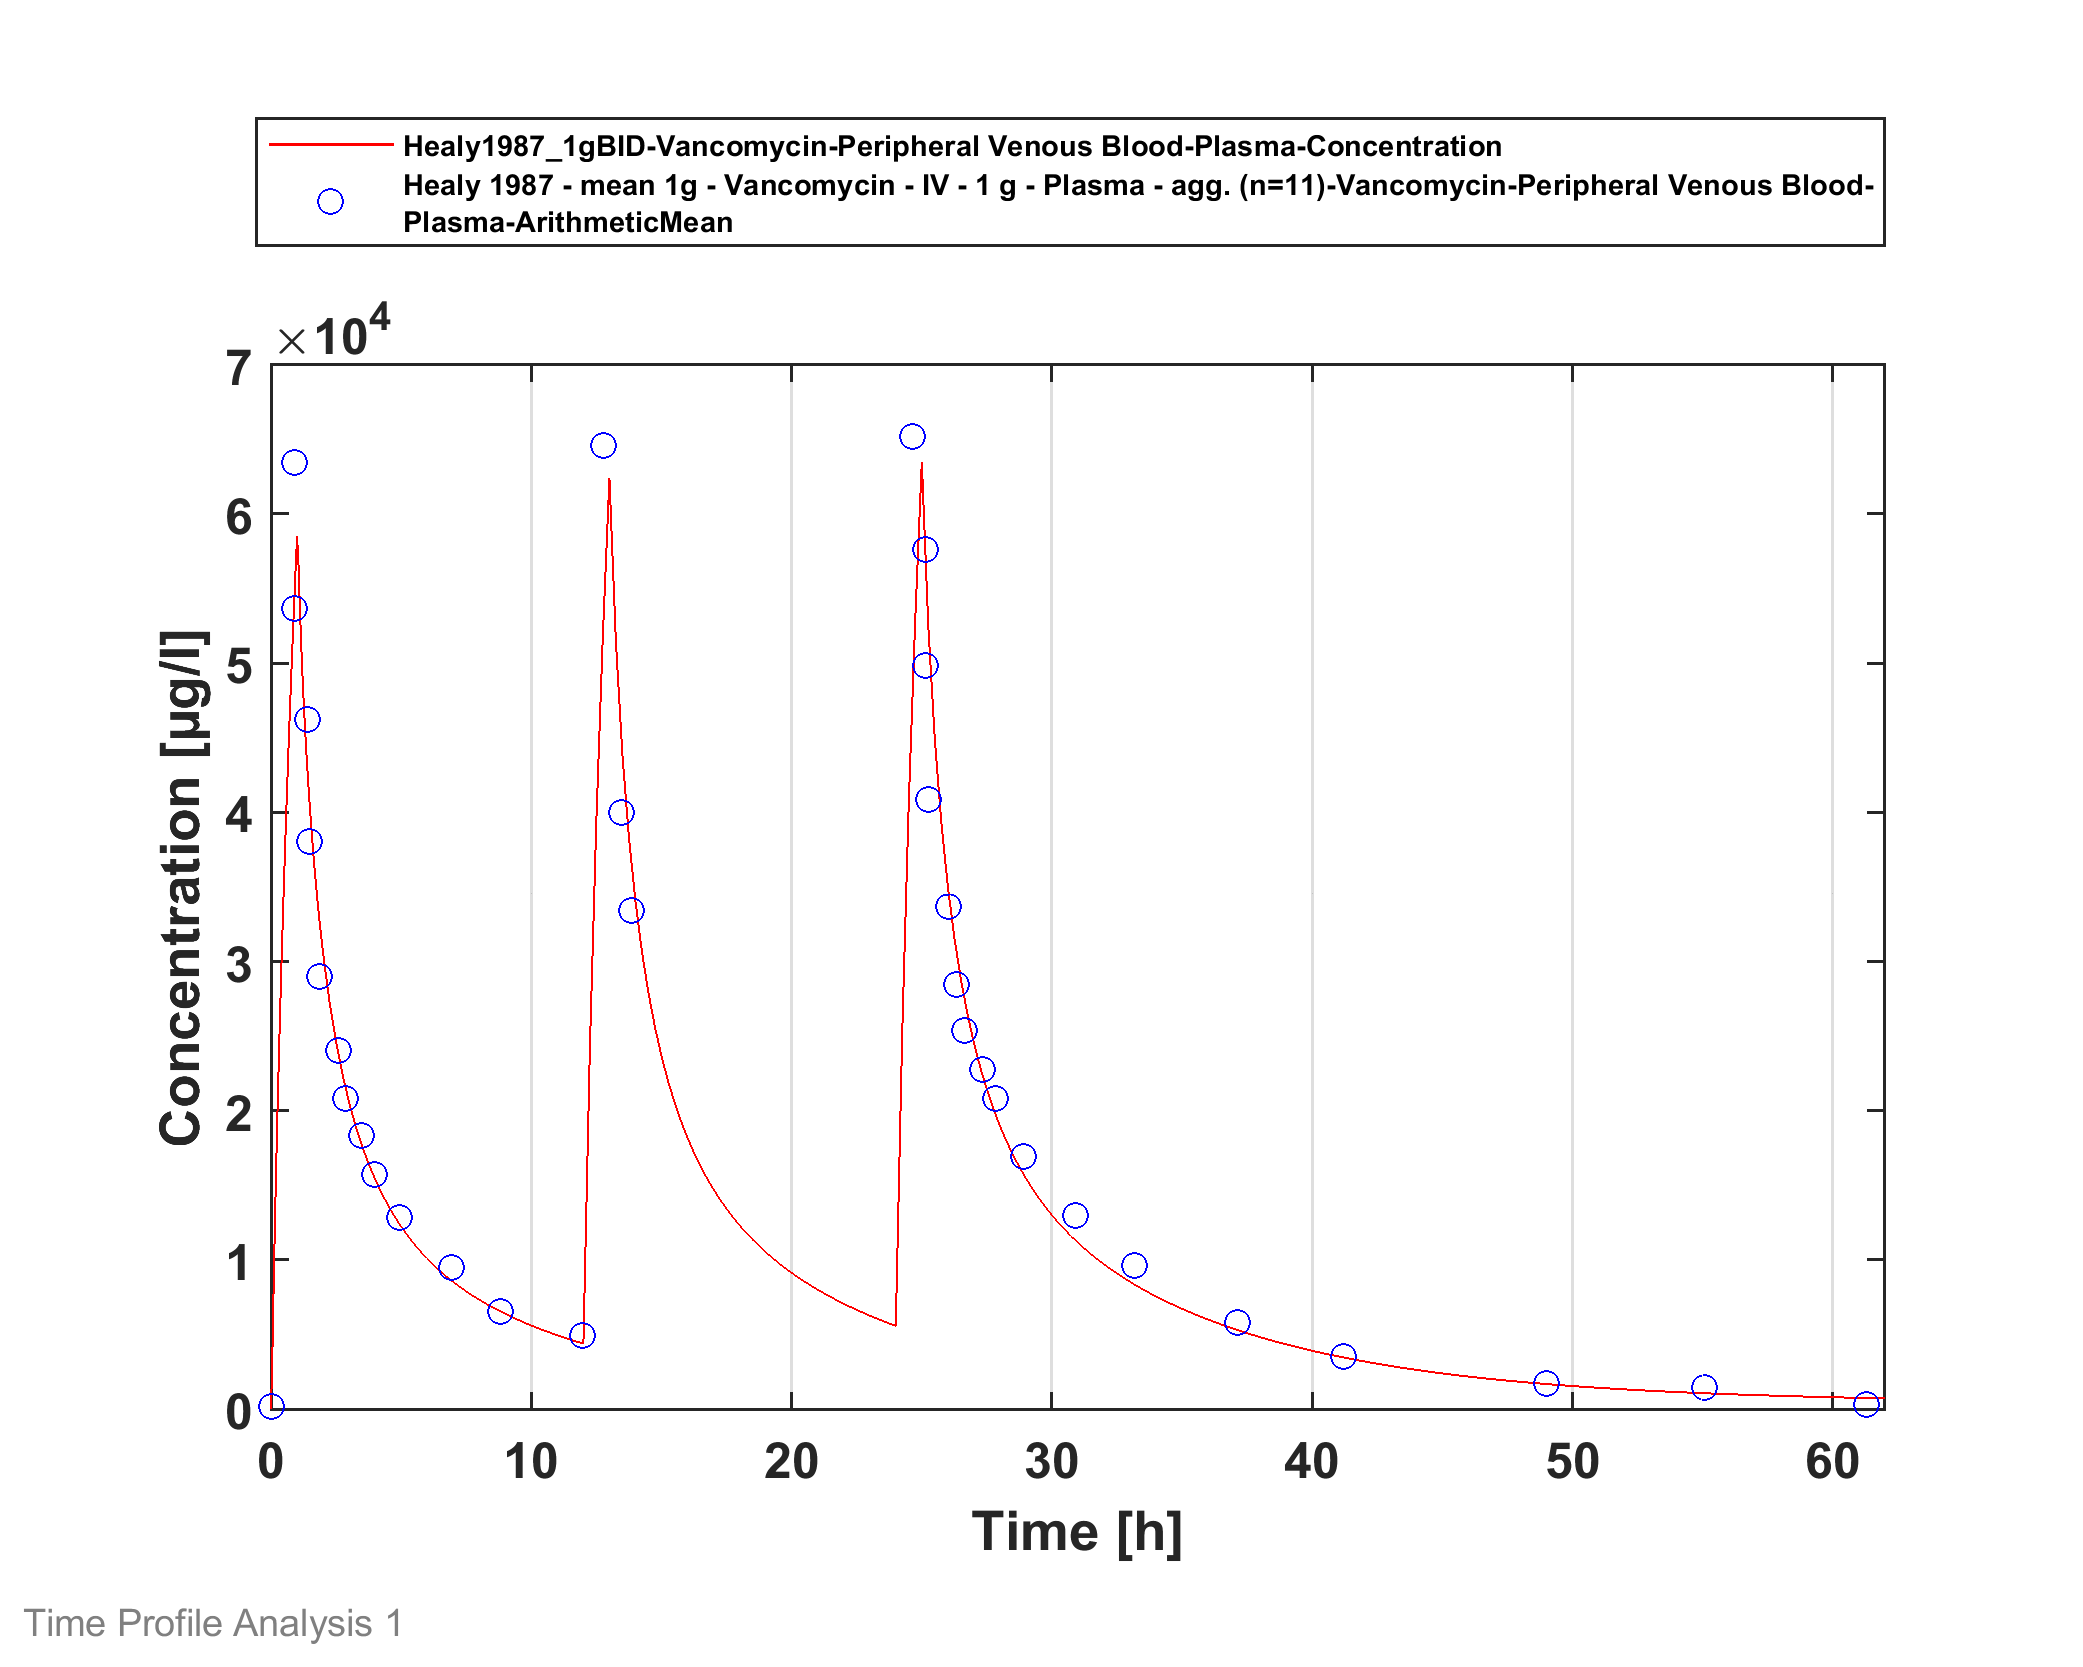 Healy1987_1gBID-Vancomycin-Peripheral Venous Blood-Plasma-Concentration
Healy 1987 - mean 1g - Vancomycin - IV - 1 g - Plasma - agg. (n=11)-Vancomycin-Peripheral Venous Blood-
Plasma-ArithmeticMean
×10⁴
7
6
5
4
3
2
1
0
Concentration [µg/l]
0 10 20 30 40 50 60
Time [h]
Time Profile Analysis 1